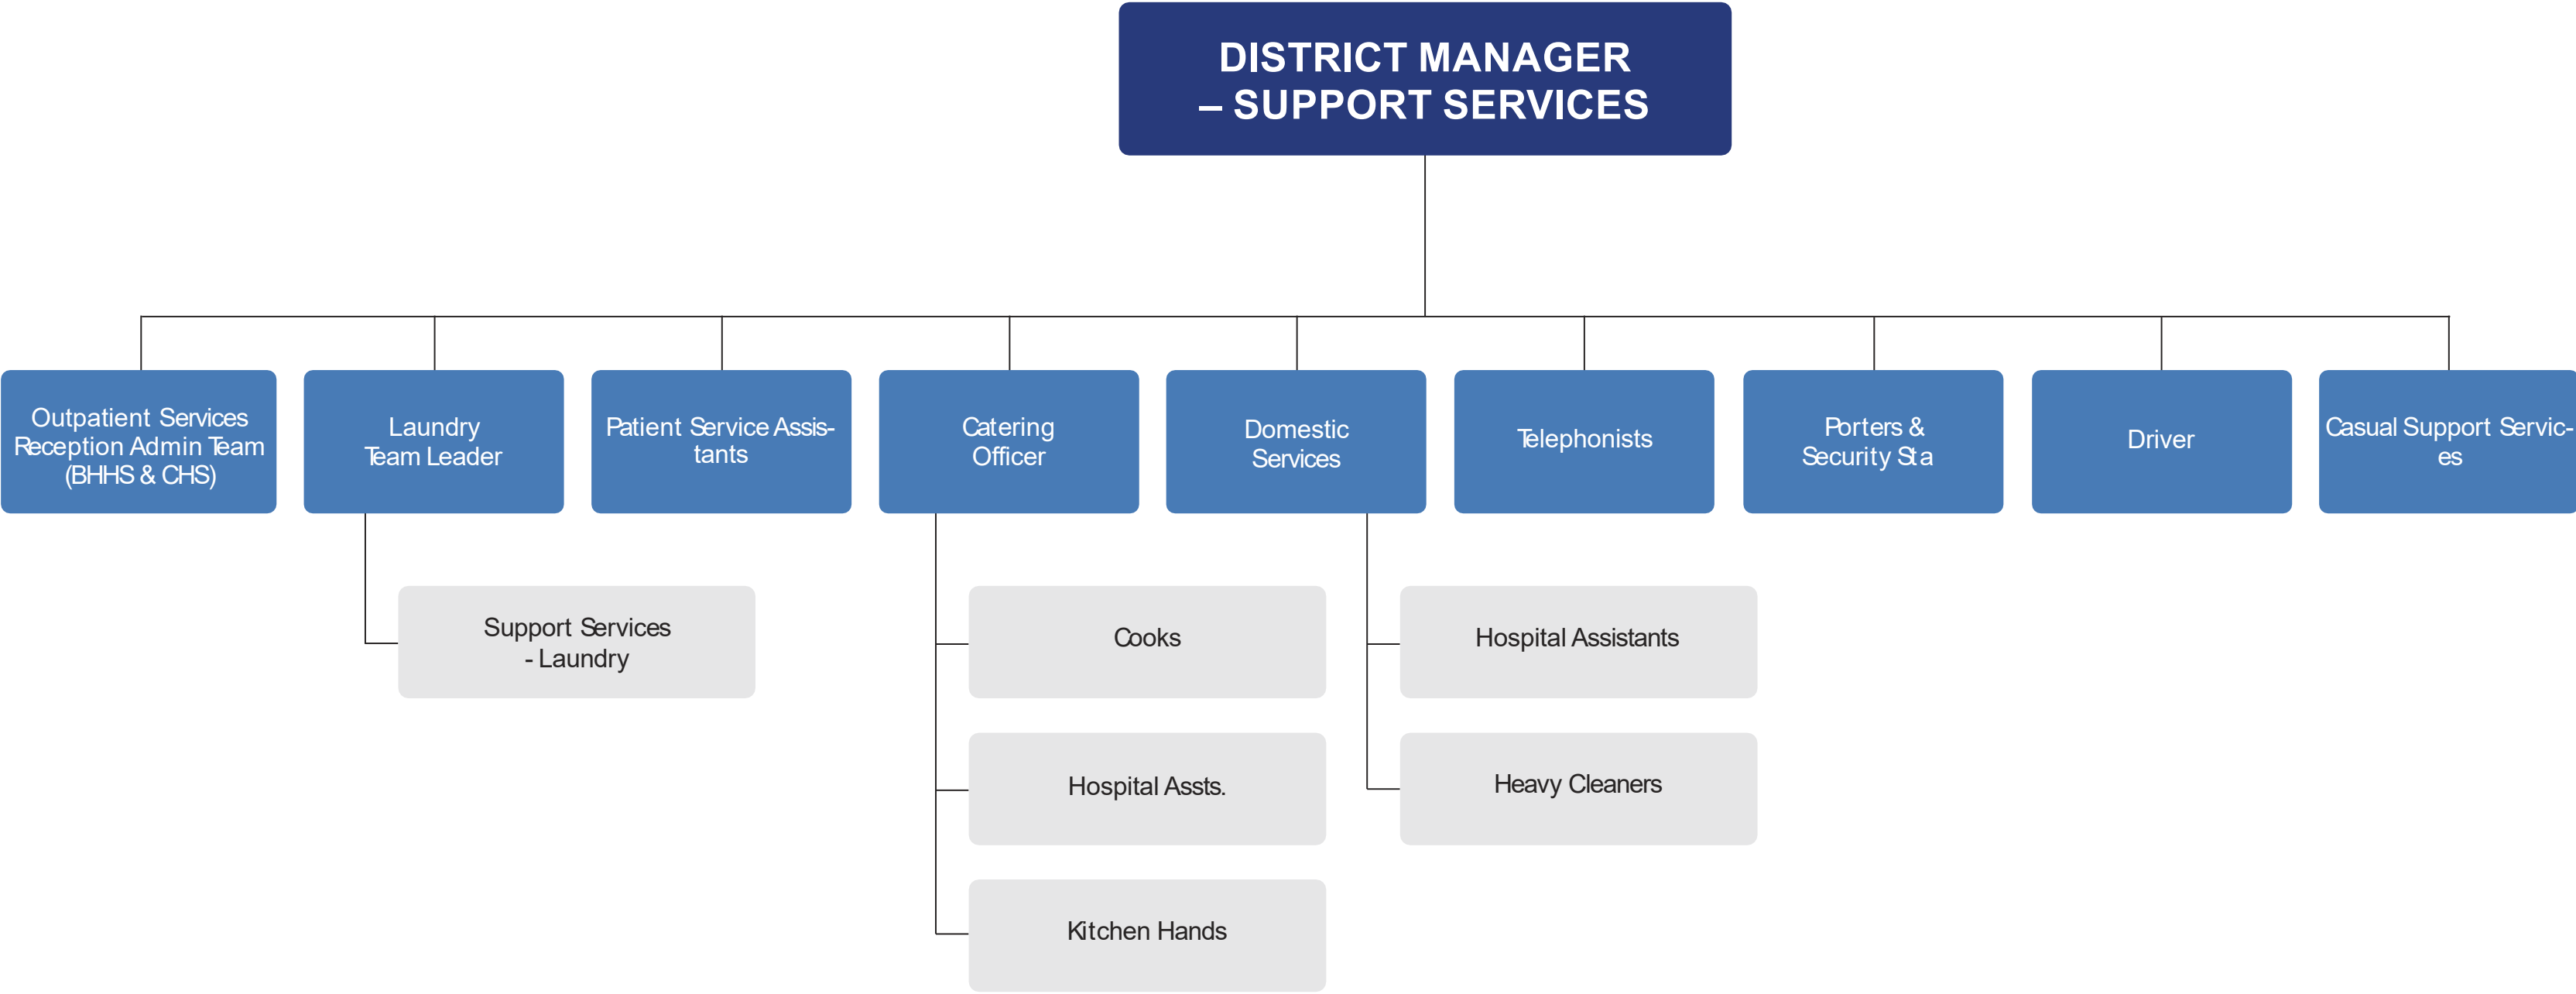 DISTRICT MANAGER
– SUPPORT SERVICES
Outpatient Services
Reception Admin Team
(BHHS & CHS)
Laundry
Team Leader
Patient Service Assis-
tants
Catering
Officer
Domestic
Services
Telephonists
Porters &
Security Sta
Driver
Casual Support Servic-
es
Support Services
- Laundry
Cooks
Hospital Assts.
Kitchen Hands
Hospital Assistants
Heavy Cleaners